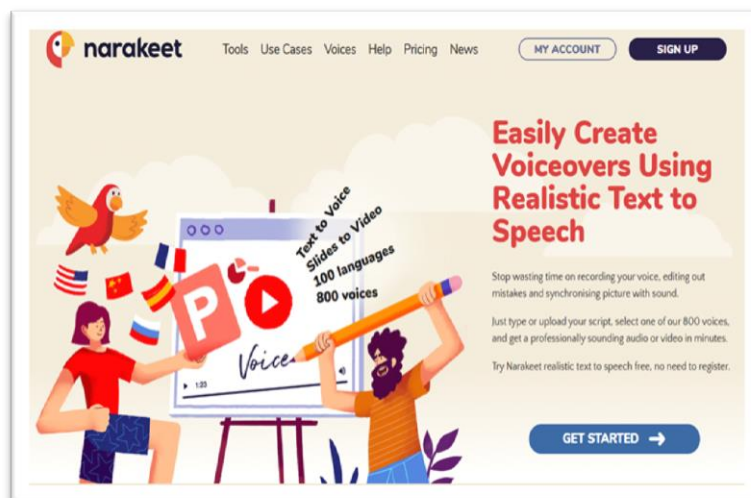 narakeet
Tools Use Cases Voices Help Pricing News
MY ACCOUNT
SIGN UP
Easily Create
Voiceovers Using
Realistic Text to
Speech
Stop wasting time on recording your voice, editing out
mistakes and synchronising picture with sound.
Just type or upload your script, select one of our 800 voices,
and get a professionally sounding audio or video in minutes.
Try Narakeet realistic text to speech free, no need to register.
GET STARTED
Text to Voice
Slides to Video
100 languages
800 voices
P
Voice
1:23